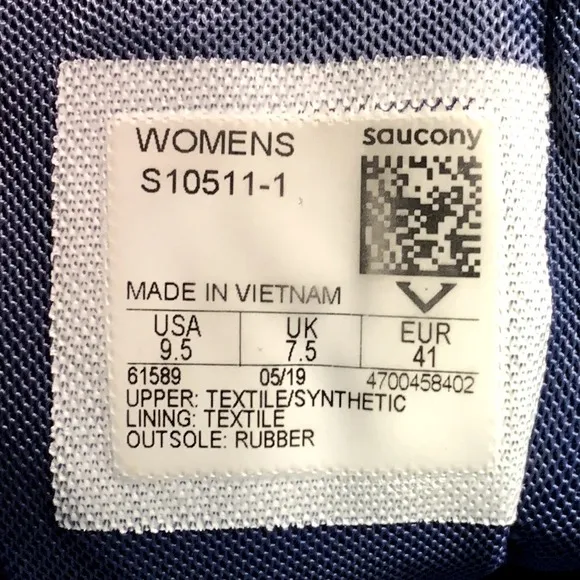 WOMENS
saucony
S10511-1
MADE IN VIETNAM
USA UK EUR
9.5 7.5 41
61589 05/19 4700458402
UPPER: TEXTILE/SYNTHETIC
LINING: TEXTILE
OUTSOLE: RUBBER